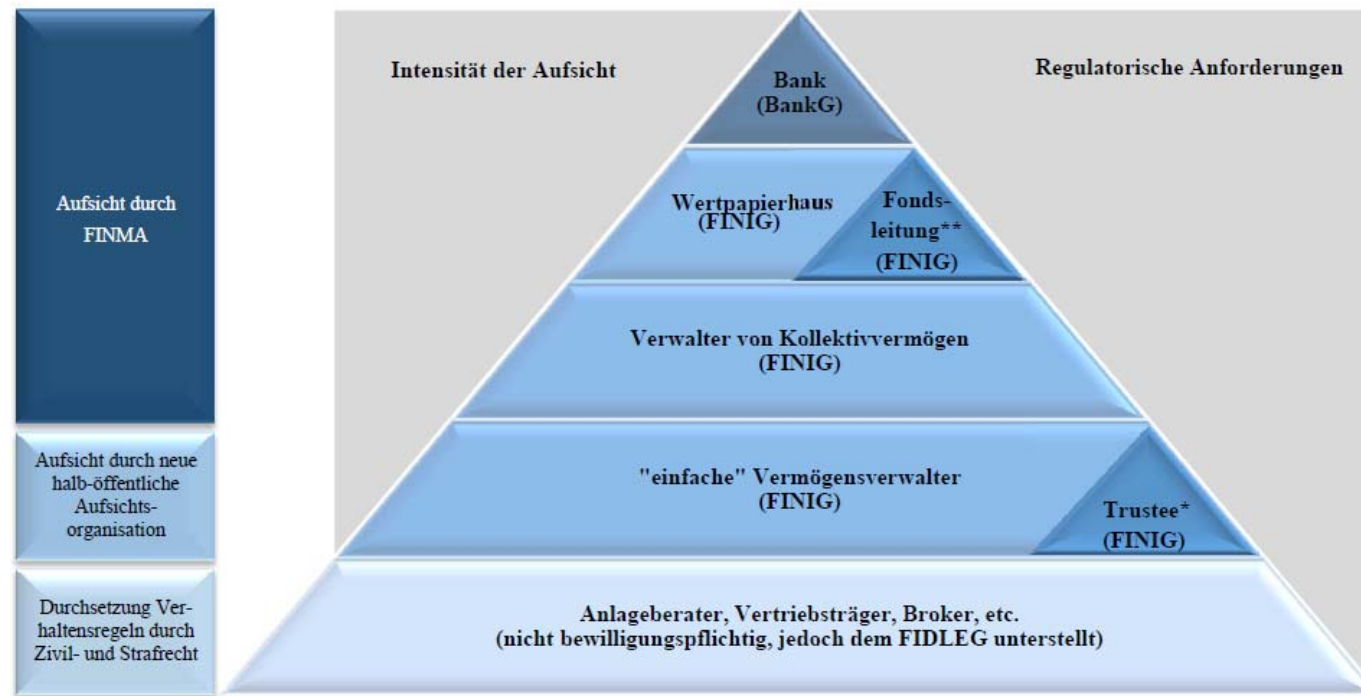 Intensität der Aufsicht
Regulatorische Anforderungen
Bank
(BankG)
Aufsicht durch
FINMA
Wertpapierhaus
(FINIG)
Fonds-
leitung**
(FINIG)
Verwalter von Kollektivvermögen
(FINIG)
Aufsicht durch neue
halb-öffentliche
Aufsichts-
organisation
"einfache" Vermögensverwalter
(FINIG)
Trustee*
(FINIG)
Durchsetzung Ver-
haltensregeln durch
Zivil- und Strafrecht
Anlageberater, Vertriebsträger, Broker, etc.
(nicht bewilligungspflichtig, jedoch dem FIDLEG unterstellt)